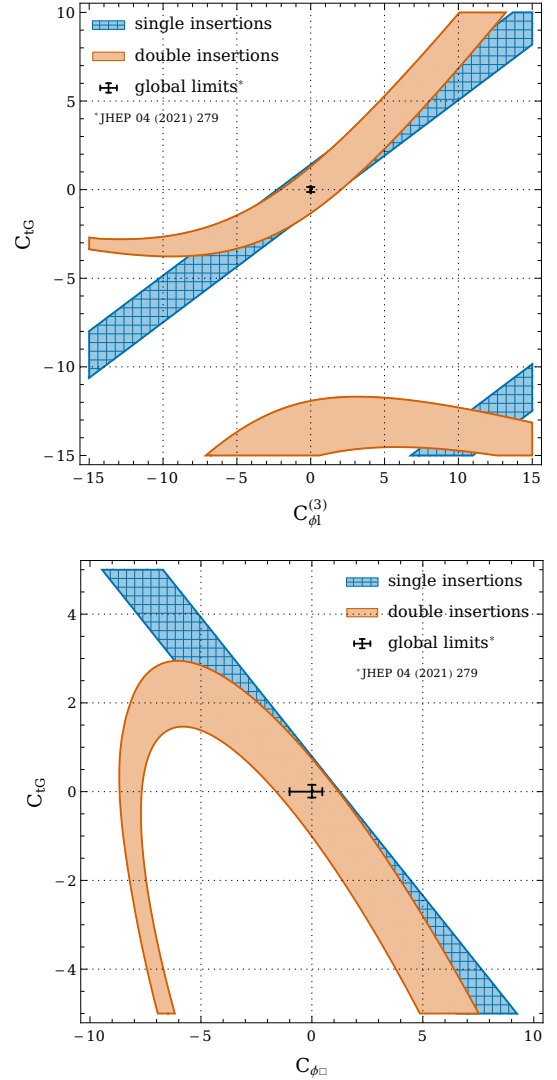 10
5
0
−5
−10
−15
C_tG
single insertions
double insertions
global limits*
*JHEP 04 (2021) 279
−15 −10 −5 0 5 10 15
C_ϕl^(3)
4
2
0
−2
−4
C_tG
single insertions
double insertions
global limits*
*JHEP 04 (2021) 279
−10 −5 0 5 10
C_ϕ□